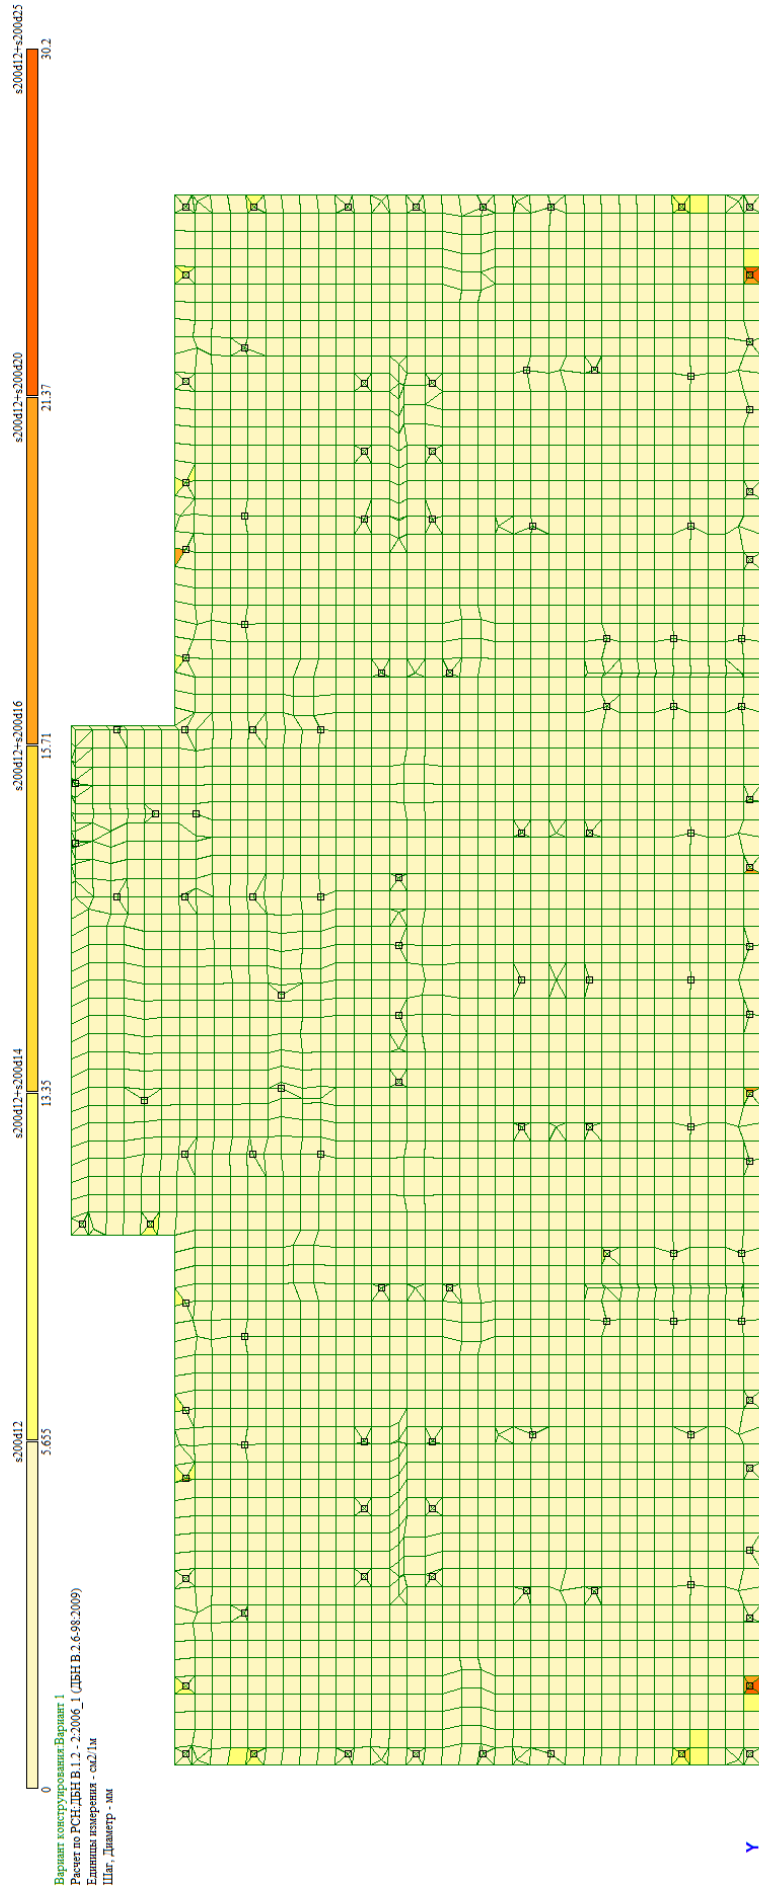 Вариант конструирования:Вариант 1
Расчет по РСН:ДБН В.1.2 - 2:2006_1 (ДБН В.2.6-98:2009)
Единицы измерения - см2/1м
Шаг, Диаметр - мм
s200d12
s200d12+s200d14
s200d12+s200d16
s200d12+s200d20
s200d12+s200d25
0
5.655
13.35
15.71
21.37
30.2
Y